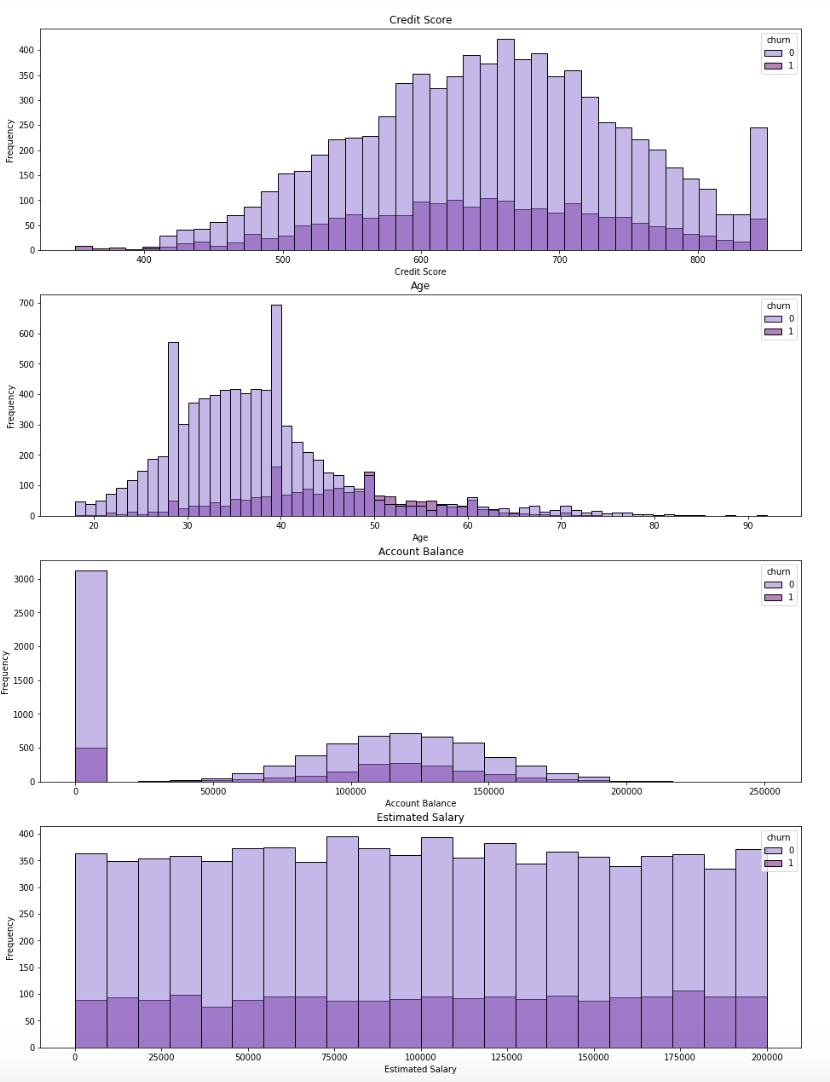 Credit Score
churn
0
1
400
350
300
250
200
150
100
50
0
Frequency
400 500 600 700 800
Credit Score
Age
churn
0
1
700
600
500
400
300
200
100
0
Frequency
20 30 40 50 60 70 80 90
Age
Account Balance
churn
0
1
3000
2500
2000
1500
1000
500
0
Frequency
0 50000 100000 150000 200000 250000
Account Balance
Estimated Salary
churn
0
1
400
350
300
250
200
150
100
50
0
Frequency
0 25000 50000 75000 100000 125000 150000 175000 200000
Estimated Salary